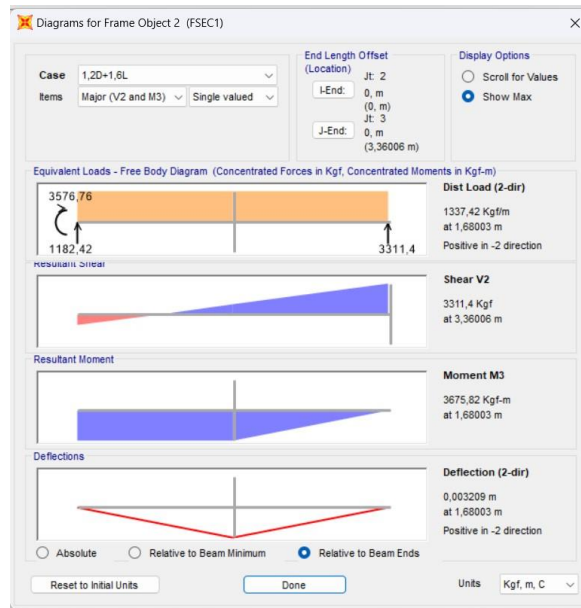 Diagrams for Frame Object 2 (FSEC1)
Case 1,2D+1,6L
Items Major (V2 and M3) Single valued
End Length Offset
(Location)
Jt: 2
I-End: 0, m
(0, m)
Jt: 3
J-End: 0, m
(3,36006 m)
Display Options
Scroll for Values
Show Max
Equivalent Loads - Free Body Diagram (Concentrated Forces in Kgf, Concentrated Moments in Kgf-m)
3576,76
1182,42
3311,4
Dist Load (2-dir)
1337,42 Kgf/m
at 1,68003 m
Positive in -2 direction
Resultant Shear
Shear V2
3311,4 Kgf
at 3,36006 m
Resultant Moment
Moment M3
3675,82 Kgf-m
at 1,68003 m
Deflections
Deflection (2-dir)
0,003209 m
at 1,68003 m
Positive in -2 direction
Absolute Relative to Beam Minimum Relative to Beam Ends
Reset to Initial Units Done Units Kgf, m, C